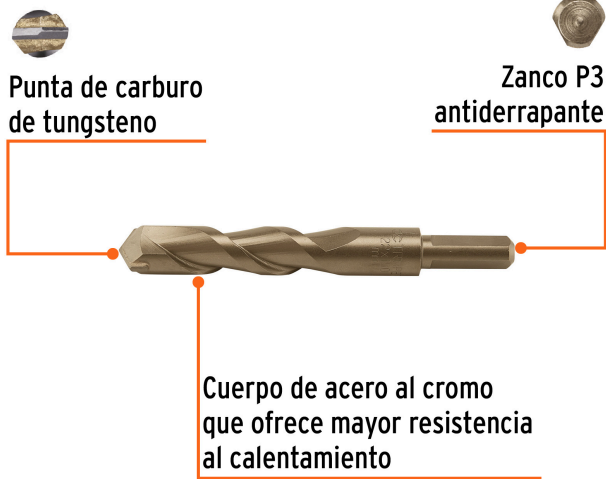 Punta de carburo
de tungsteno
Zanco P3
antiderrapante
Cuerpo de acero al cromo
que ofrece mayor resistencia
al calentamiento